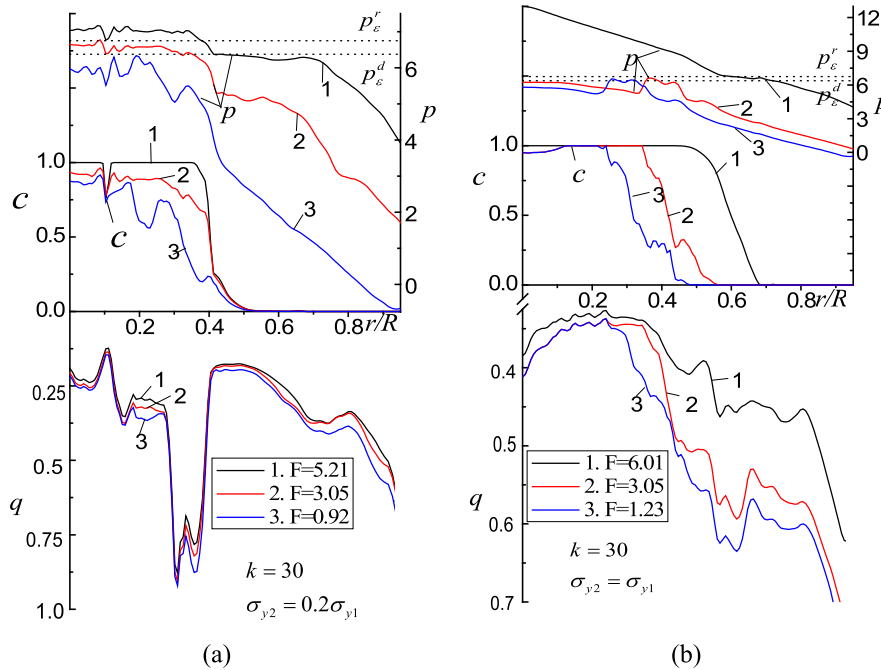 p_ε^r
p_ε^d
6
4
2
0
p
p
1
2
3
1
2
3
1.0
0.5
0.0
c
c
0.2
0.4
0.6
0.8
r/R
0.25
0.5
0.75
1.0
q
1
2
3
1. F=5.21
2. F=3.05
3. F=0.92
k = 30
σ_y2 = 0.2σ_y1
(a)
12
9
6
3
0
p_ε^r
p_ε^d
p
1
2
3
1.0
0.5
0.0
c
c
1
2
3
0.2
0.4
0.6
0.8
r/R
0.4
0.5
0.6
0.7
q
1
2
3
1. F=6.01
2. F=3.05
3. F=1.23
k = 30
σ_y2 = σ_y1
(b)